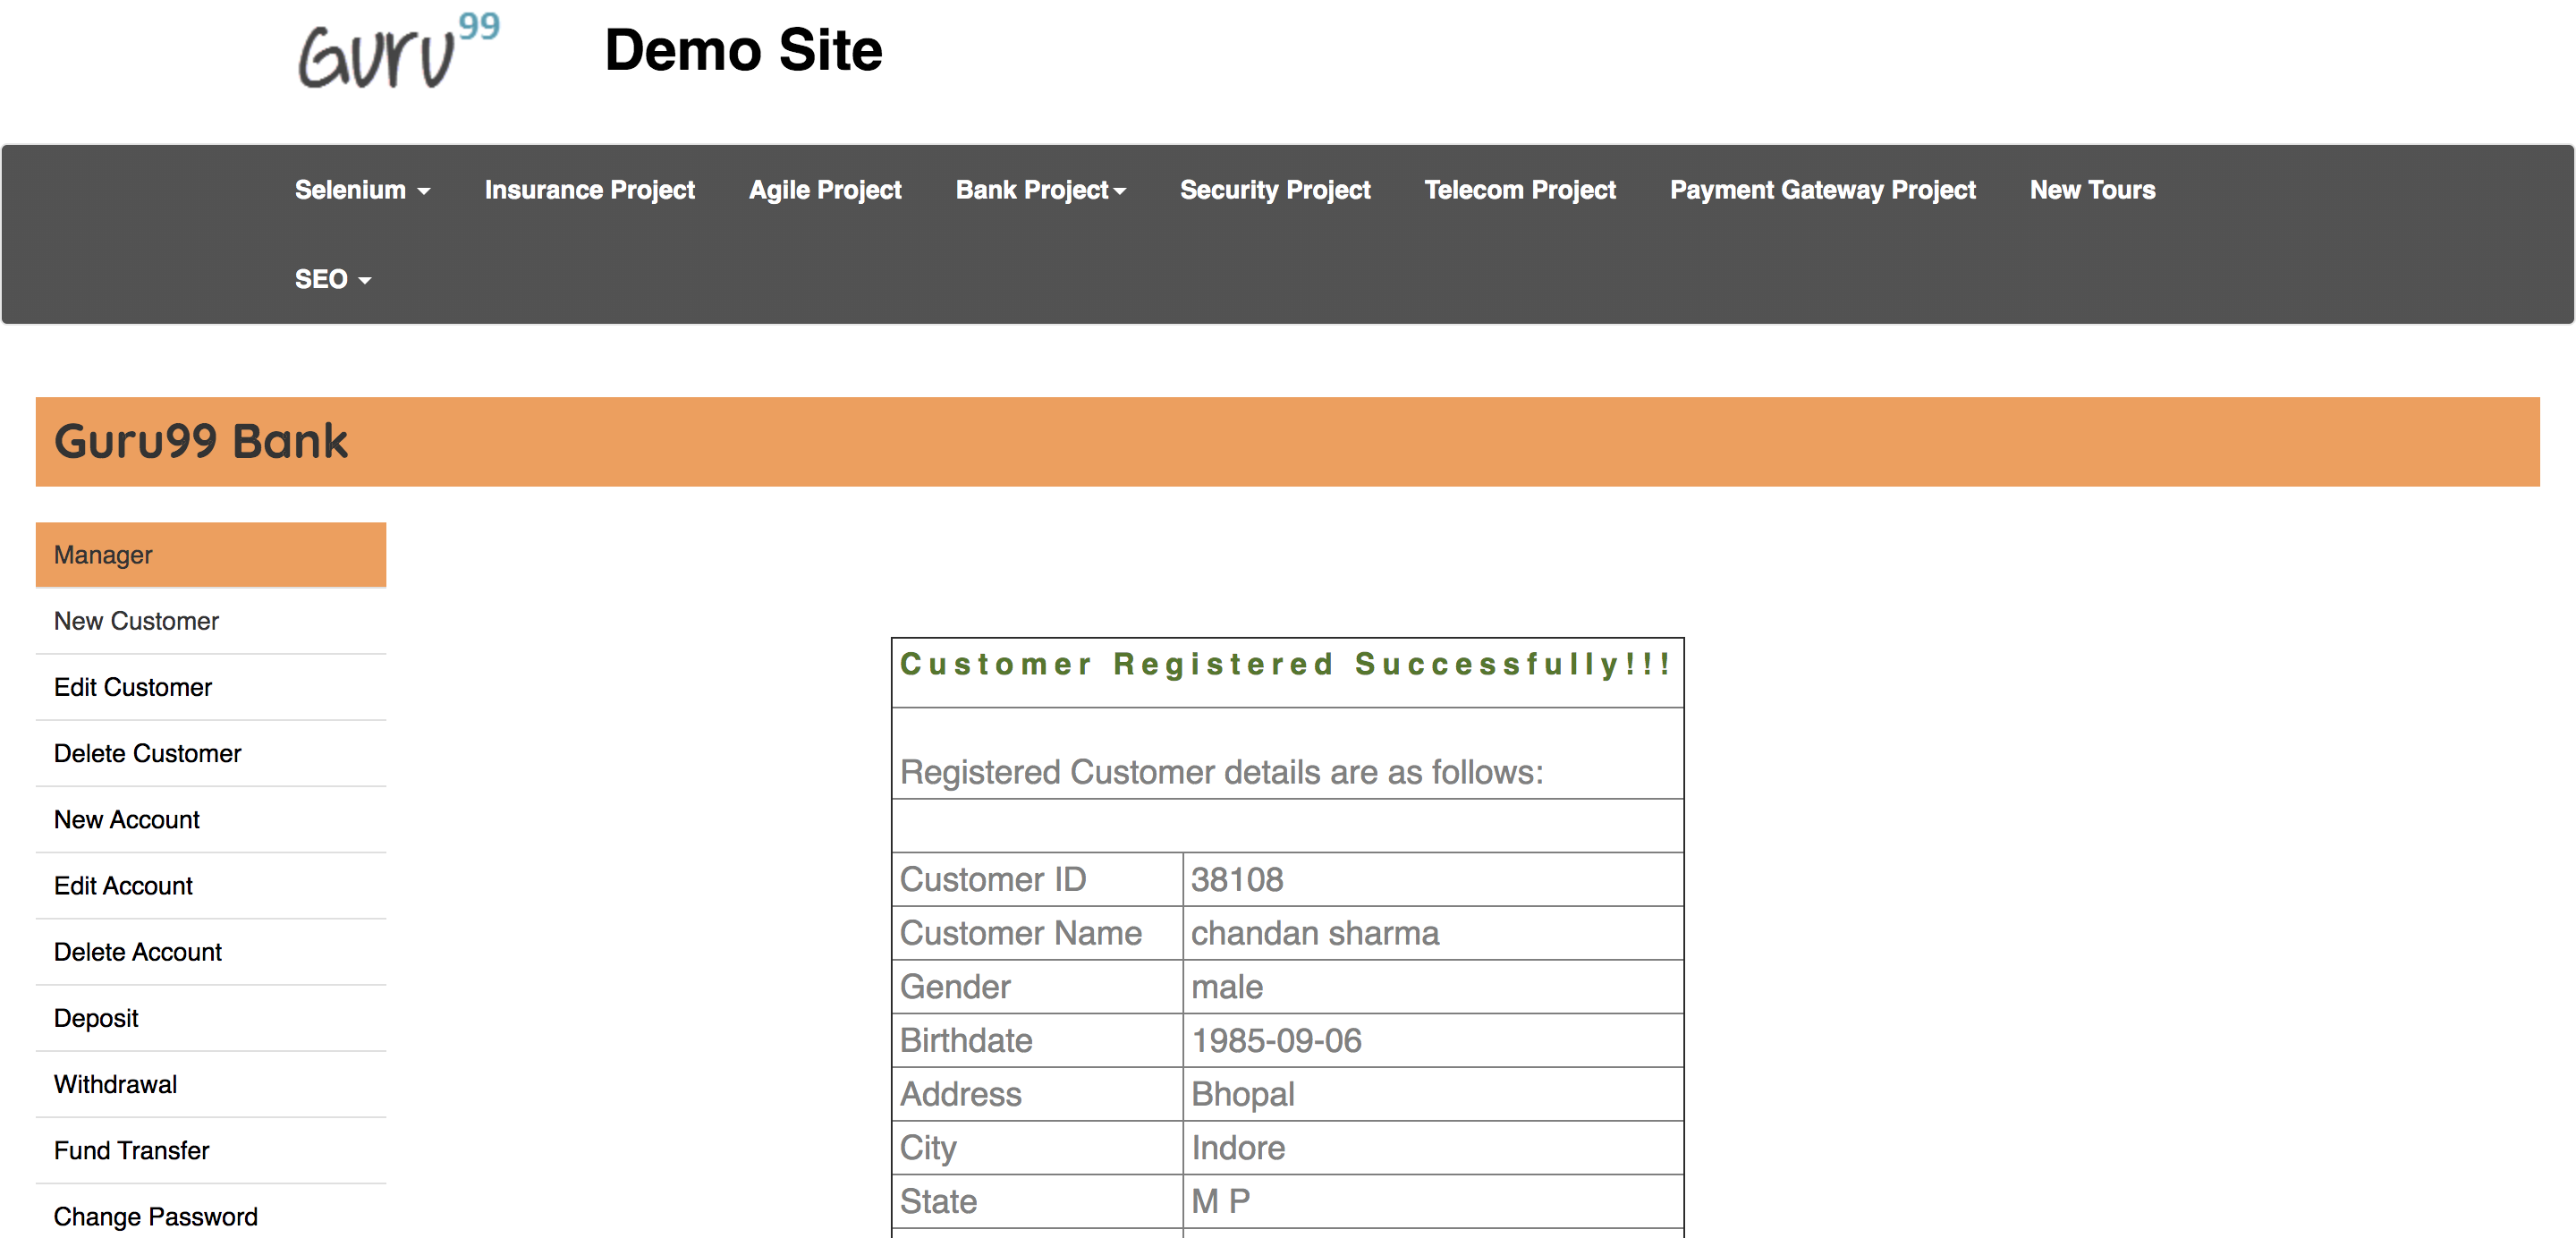 Guru99
Demo Site
Selenium Insurance Project Agile Project Bank Project Security Project Telecom Project Payment Gateway Project New Tours
SEO
Guru99 Bank
Manager
New Customer
Edit Customer
Delete Customer
New Account
Edit Account
Delete Account
Deposit
Withdrawal
Fund Transfer
Change Password
Customer Registered Successfully!!!
Registered Customer details are as follows:
Customer ID 38108
Customer Name chandan sharma
Gender male
Birthdate 1985-09-06
Address Bhopal
City Indore
State M P